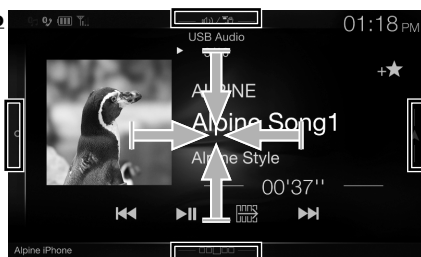 01:18 PM
USB Audio
ALPINE
Alpine Song1
Alpine Style
00'37''
Alpine iPhone